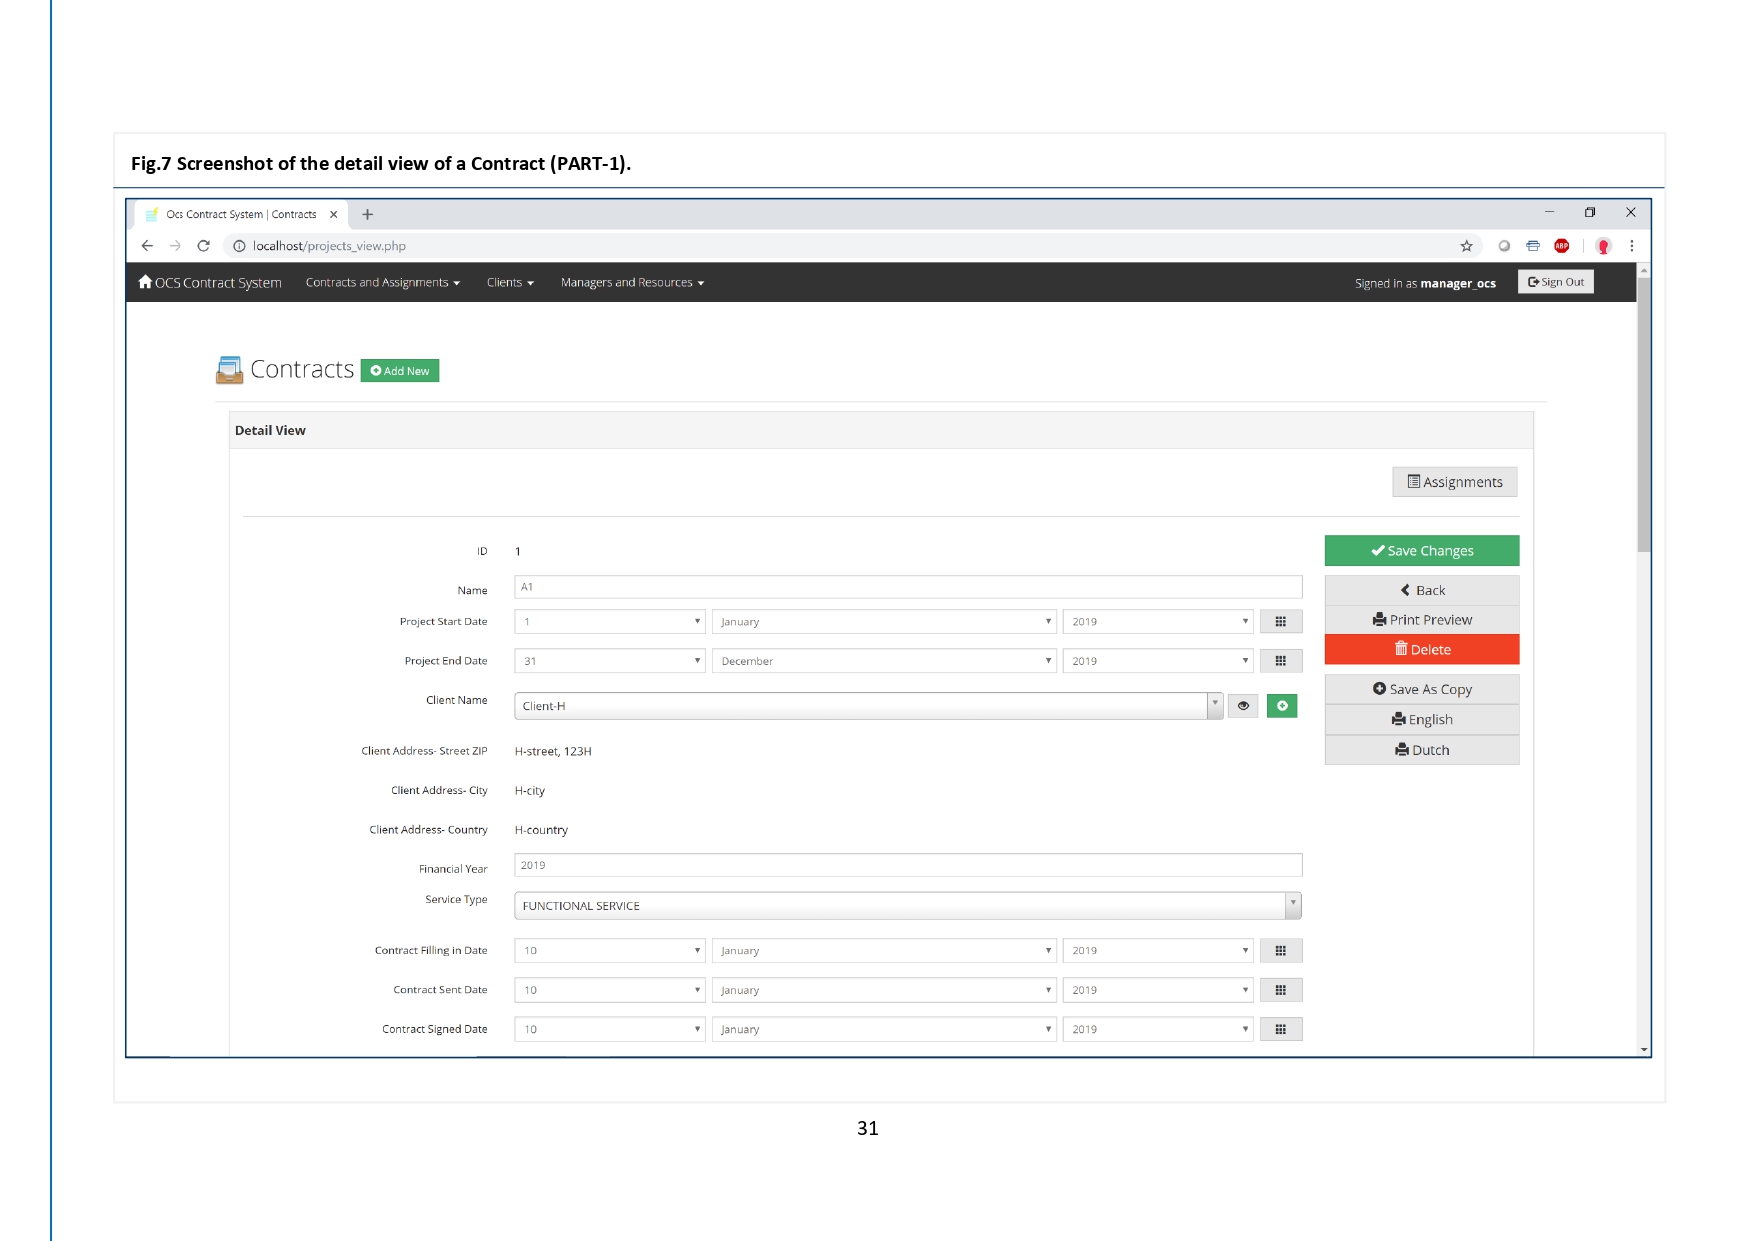 Fig.7 Screenshot of the detail view of a Contract (PART-1).
Ocs Contract System | Contracts
localhost/projects_view.php
ABP
OCS Contract System Contracts and Assignments Clients Managers and Resources Signed in as manager_ocs Sign Out
Contracts Add New
Detail View
Assignments
ID 1
Save Changes
Name A1
Back
Project Start Date 1 January 2019
Print Preview
Delete
Project End Date 31 December 2019
Save As Copy
Client Name Client-H
English
Client Address- Street ZIP H-street, 123H
Dutch
Client Address- City H-city
Client Address- Country H-country
Financial Year 2019
Service Type FUNCTIONAL SERVICE
Contract Filling in Date 10 January 2019
Contract Sent Date 10 January 2019
Contract Signed Date 10 January 2019
31